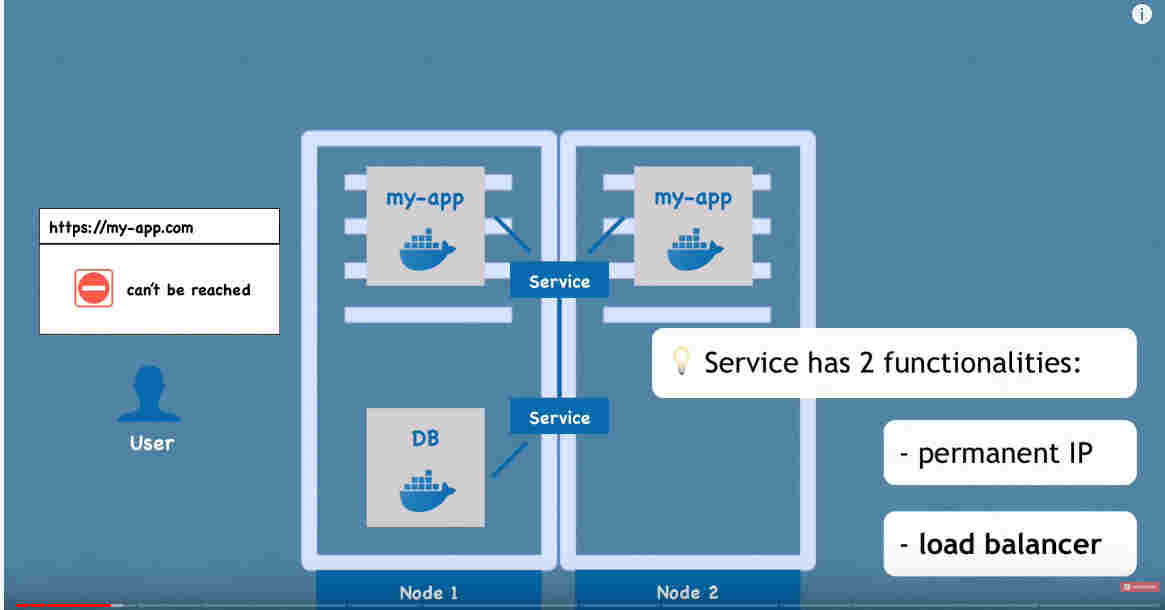 https://my-app.com
can't be reached
User
my-app
my-app
Service
Service
DB
Node 1
Node 2
Service has 2 functionalities:
- permanent IP
- load balancer